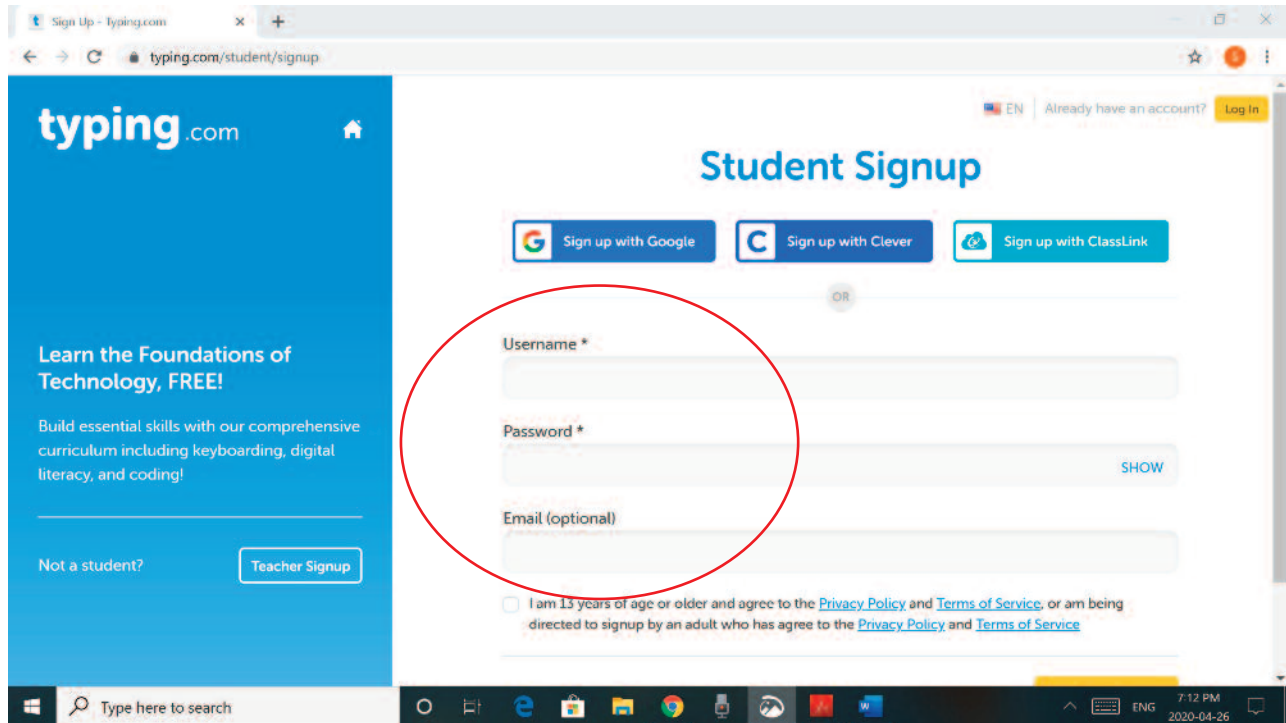 Sign Up - Typing.com
typing.com/student/signup
S
typing.com
EN
Already have an account?
Log In
Student Signup
Sign up with Google
Sign up with Clever
Sign up with ClassLink
OR
Learn the Foundations of
Technology, FREE!
Build essential skills with our comprehensive
curriculum including keyboarding, digital
literacy, and coding!
Not a student?
Teacher Signup
Username *
Password *
SHOW
Email (optional)
I am 13 years of age or older and agree to the Privacy Policy and Terms of Service, or am being
directed to signup by an adult who has agree to the Privacy Policy and Terms of Service
Type here to search
ENG
7:12 PM
2020-04-26